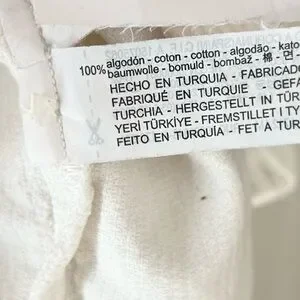 100% algodón - coton - cotton - algodão - kato
baumwolle - bomuld - bombaž - 棉 - 면 -
HECHO EN TURQUIA - FABRICADO
FABRIQUÉ EN TURQUIE - GEFA
TURCHIA - HERGESTELLT IN TÜR
YERİ TÜRKİYE - FREMSTILLET I TY
FEITO EN TURQUÍA - FET A TUR